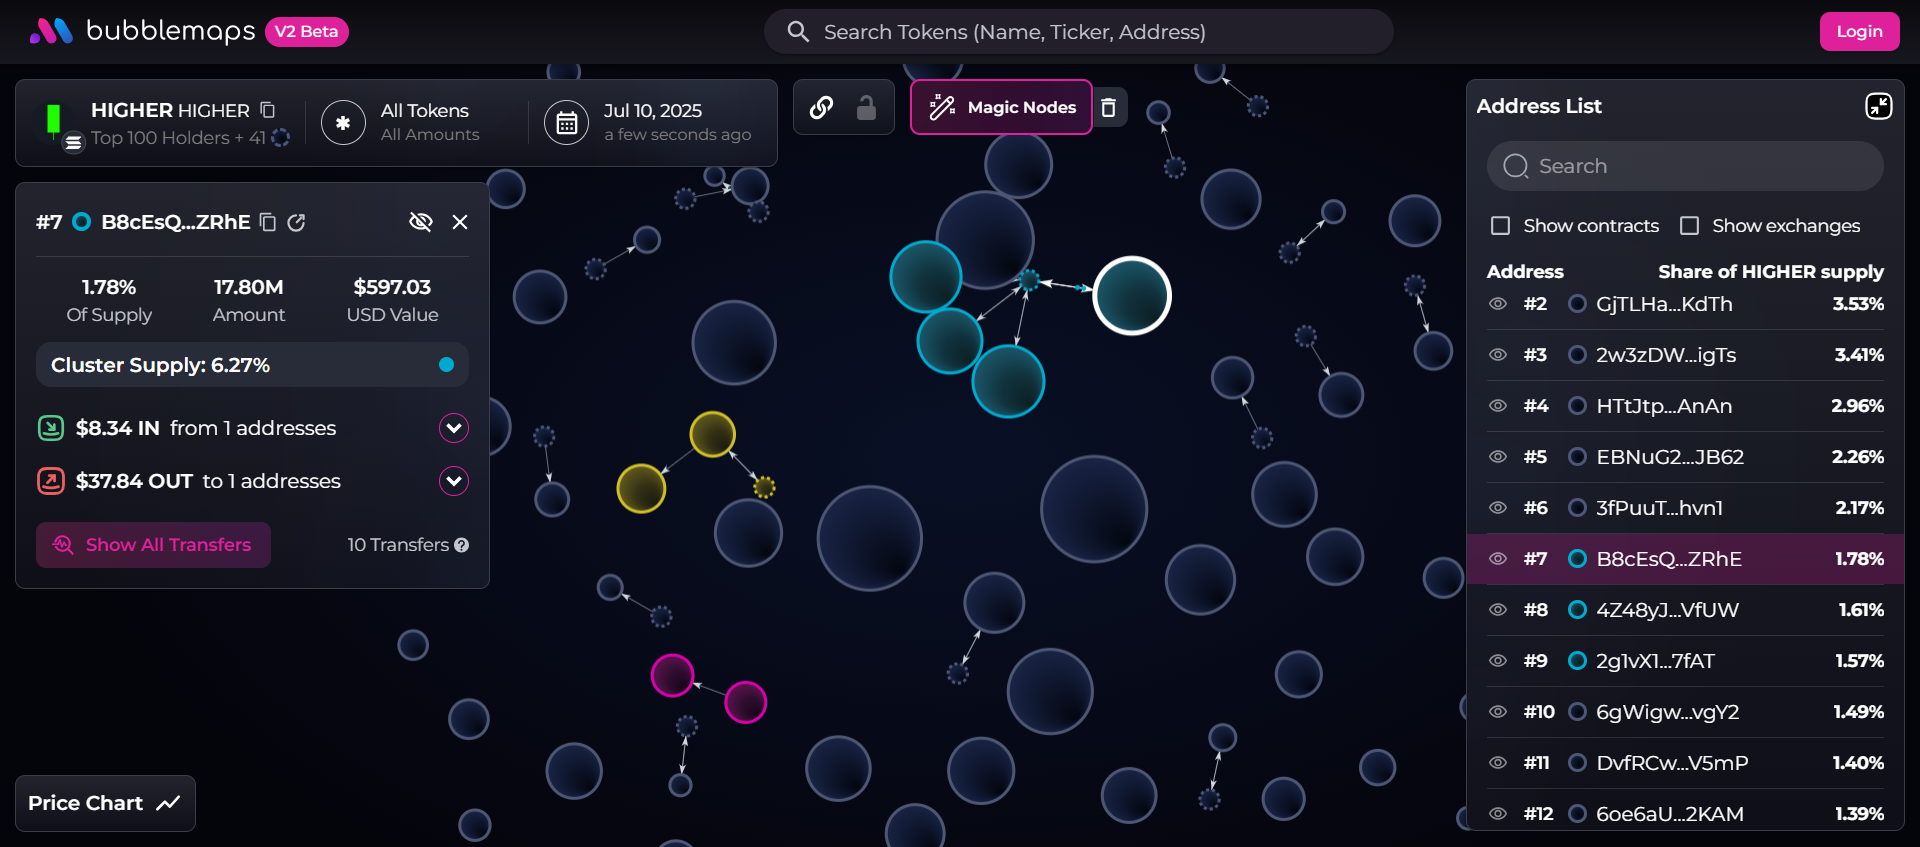 bubblemaps V2 Beta
Search Tokens (Name, Ticker, Address)
Login
HIGHER HIGHER
Top 100 Holders + 41
All Tokens
All Amounts
Jul 10, 2025
a few seconds ago
Magic Nodes
#7 B8cEsQ...ZRhE
1.78% 17.80M $597.03
Of Supply Amount USD Value
Cluster Supply: 6.27%
$8.34 IN from 1 addresses
$37.84 OUT to 1 addresses
Show All Transfers 10 Transfers
Price Chart
Address List
Search
Show contracts Show exchanges
Address Share of HIGHER supply
#2 GjTLHa...KdTh 3.53%
#3 2w3zDW...igTs 3.41%
#4 HTtJtp...AnAn 2.96%
#5 EBNuG2...JB62 2.26%
#6 3fPuuT...hvn1 2.17%
#7 B8cEsQ...ZRhE 1.78%
#8 4Z48yJ...VfUW 1.61%
#9 2g1vX1...7fAT 1.57%
#10 6gWigw...vgY2 1.49%
#11 DvfRCw...V5mP 1.40%
#12 6oe6aU...2KAM 1.39%